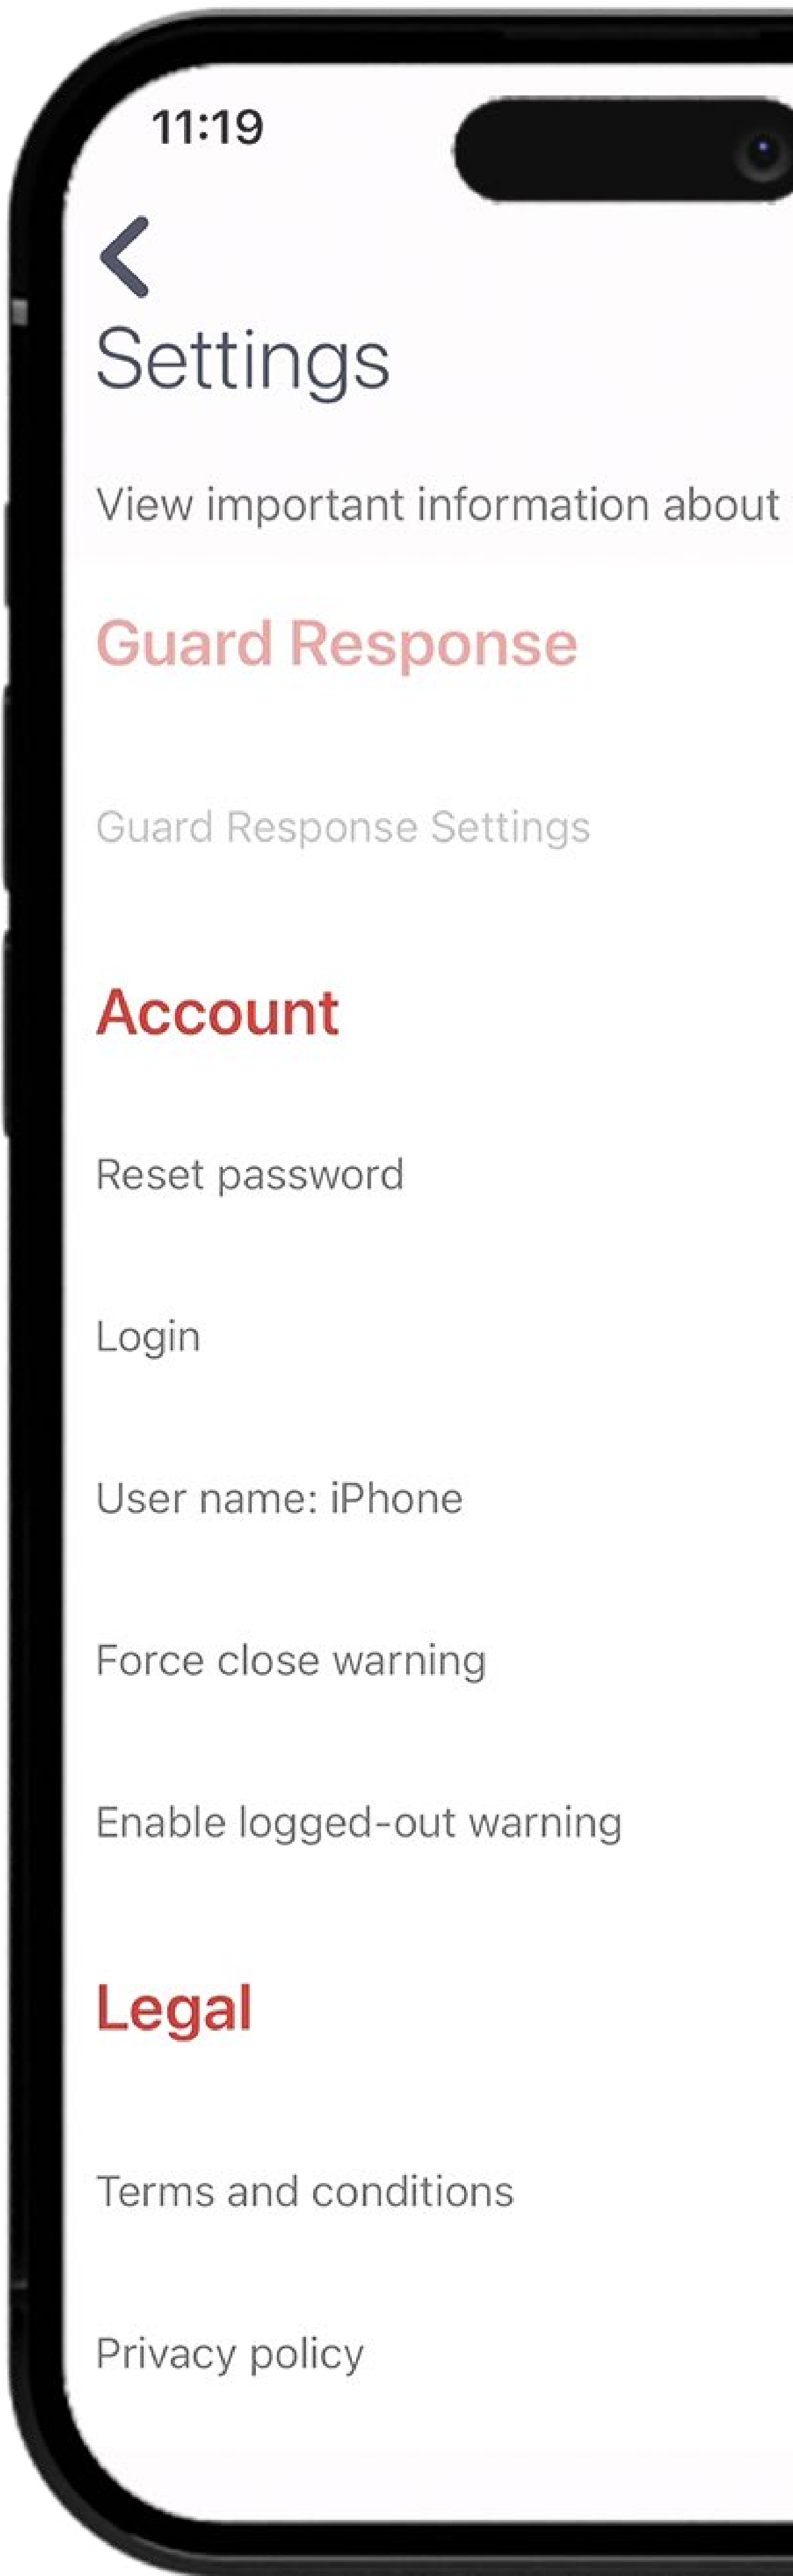 11:19
Settings
View important information about
Guard Response
Guard Response Settings
Account
Reset password
Login
User name: iPhone
Force close warning
Enable logged-out warning
Legal
Terms and conditions
Privacy policy